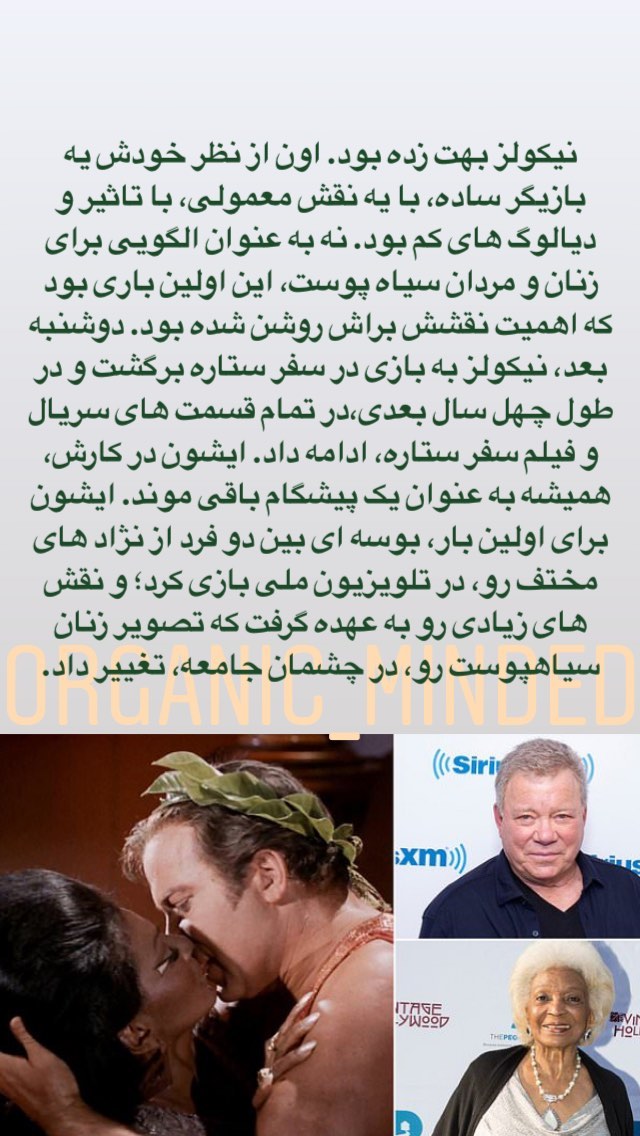 نیکولز بهت زده بود. اون از نظر خودش یه
بازیگر ساده، با یه نقش معمولی، با تاثیر و
دیالوگ های کم بود. نه به عنوان الگویی برای
زنان و مردان سیاه پوست، این اولین باری بود
که اهمیت نقشش براش روشن شده بود. دوشنبه
بعد، نیکولز به بازی در سفر ستاره برگشت و در
طول چهل سال بعدی،در تمام قسمت های سریال
و فیلم سفر ستاره، ادامه داد. ایشون در کارش،
همیشه به عنوان یک پیشگام باقی موند. ایشون
برای اولین بار، بوسه ای بین دو فرد از نژاد های
مختف رو، در تلویزیون ملی بازی کرد؛ و نقش
های زیادی رو به عهده گرفت که تصویر زنان
سیاهپوست رو، در چشمان جامعه، تغییر داد.
ORGANIC_MINDED
((Siri
))
xm))
rius
NTAGE
LYWOOD
THEPE
VIN
HOL